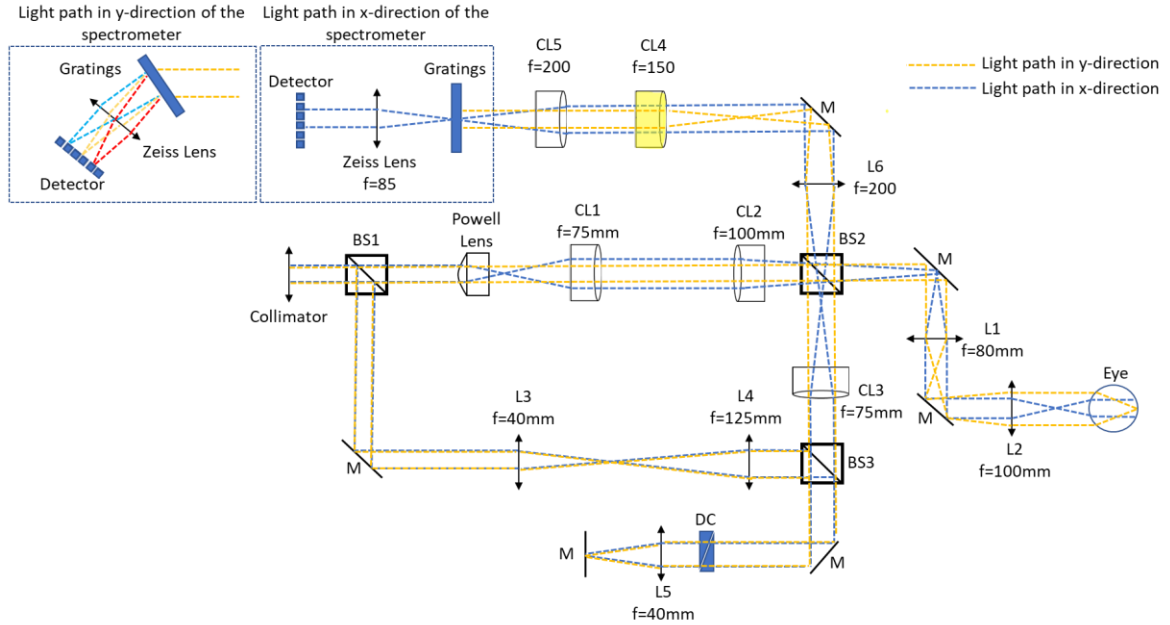 Light path in y-direction of the
spectrometer
Light path in x-direction of the
spectrometer
Gratings
Zeiss Lens
Detector
Detector
Gratings
Zeiss Lens
f=85
CL5
f=200
CL4
f=150
M
Light path in y-direction
Light path in x-direction
L6
f=200
Collimator
BS1
Powell
Lens
CL1
f=75mm
CL2
f=100mm
BS2
M
L1
f=80mm
Eye
M
L2
f=100mm
CL3
f=75mm
M
L3
f=40mm
L4
f=125mm
BS3
M
L5
f=40mm
DC
M